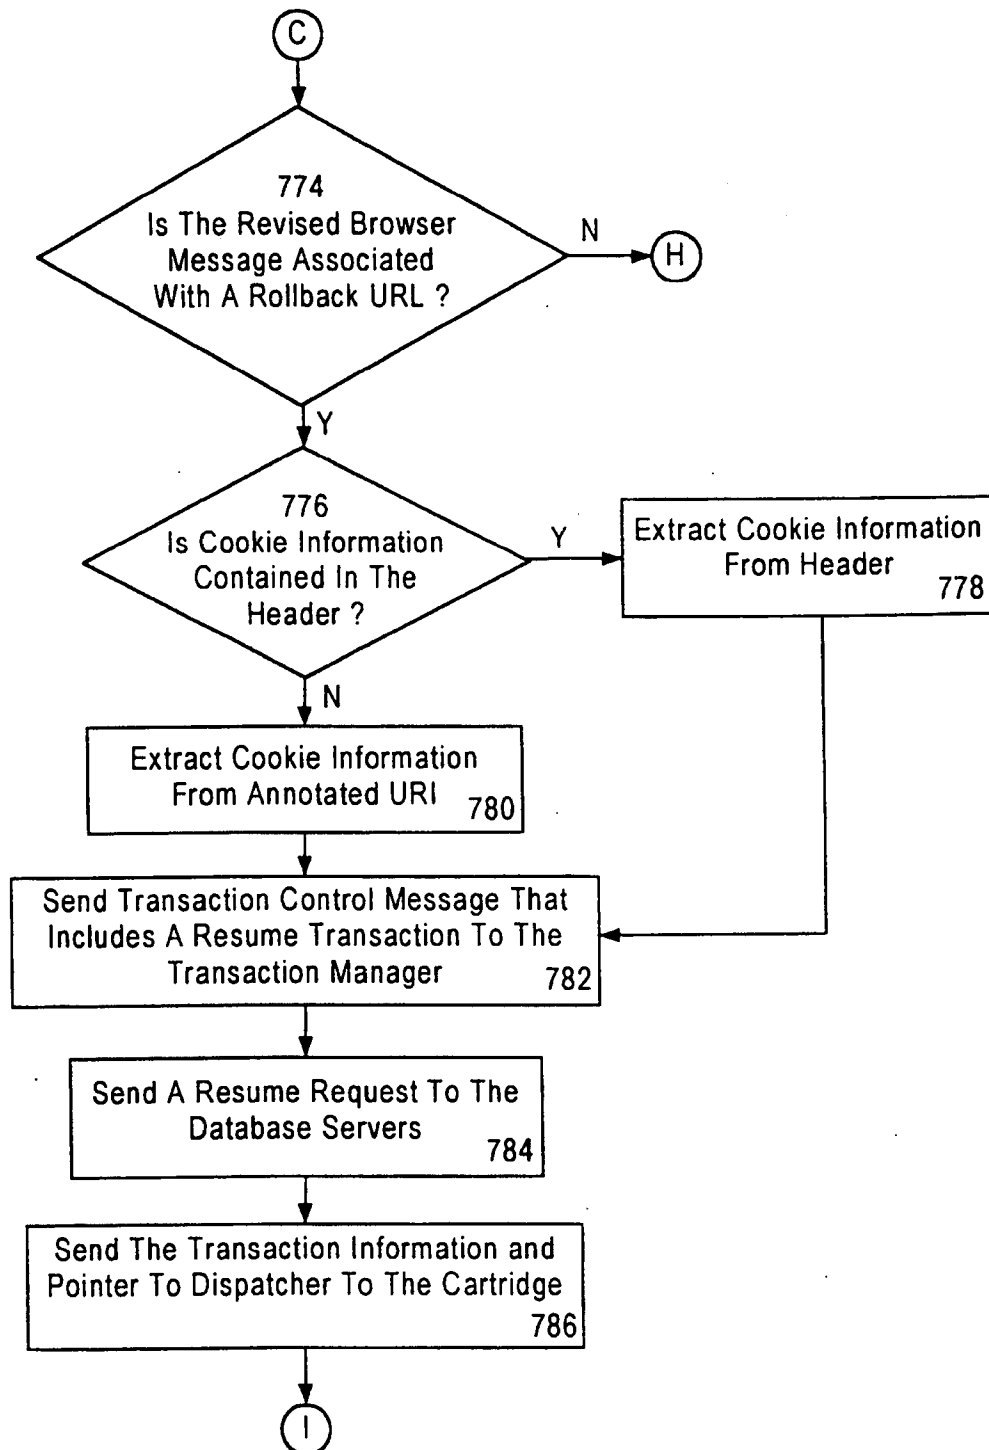 C
774
Is The Revised Browser
Message Associated
With A Rollback URL ?
N
H
Y
776
Is Cookie Information
Contained In The
Header ?
Y
Extract Cookie Information
From Header
778
N
Extract Cookie Information
From Annotated URI
780
Send Transaction Control Message That
Includes A Resume Transaction To The
Transaction Manager
782
Send A Resume Request To The
Database Servers
784
Send The Transaction Information and
Pointer To Dispatcher To The Cartridge
786
I